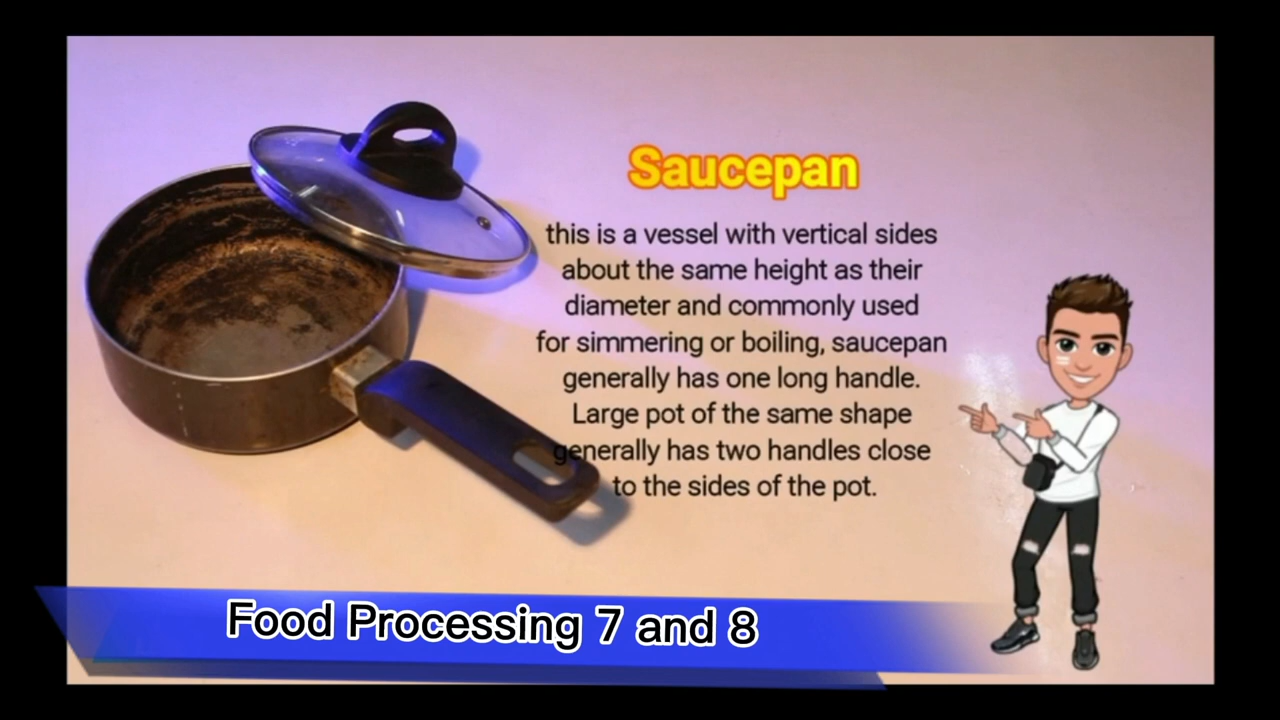 Saucepan
this is a vessel with vertical sides
about the same height as their
diameter and commonly used
for simmering or boiling, saucepan
generally has one long handle.
Large pot of the same shape
generally has two handles close
to the sides of the pot.
Food Processing 7 and 8